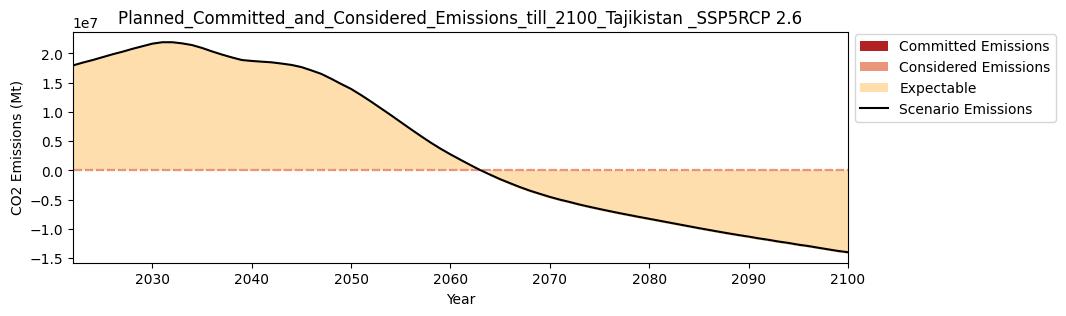 Planned_Committed_and_Considered_Emissions_till_2100_Tajikistan _SSP5RCP 2.6
1e7
2.0
1.5
1.0
0.5
0.0
−0.5
−1.0
−1.5
CO2 Emissions (Mt)
2030 2040 2050 2060 2070 2080 2090 2100
Year
Committed Emissions
Considered Emissions
Expectable
Scenario Emissions